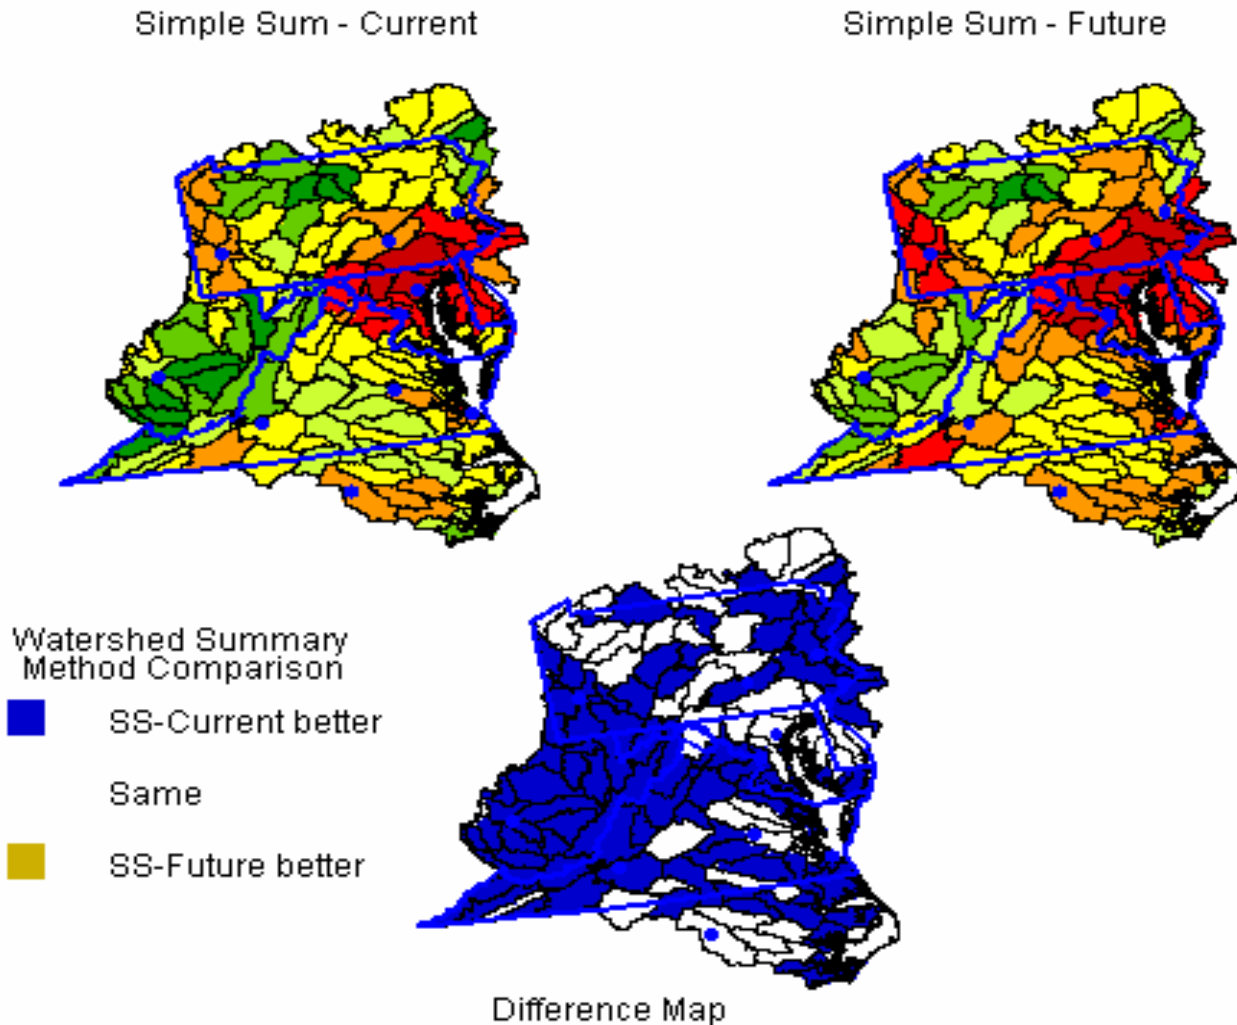 Simple Sum - Current
Simple Sum - Future
Watershed Summary
Method Comparison
SS-Current better
Same
SS-Future better
Difference Map